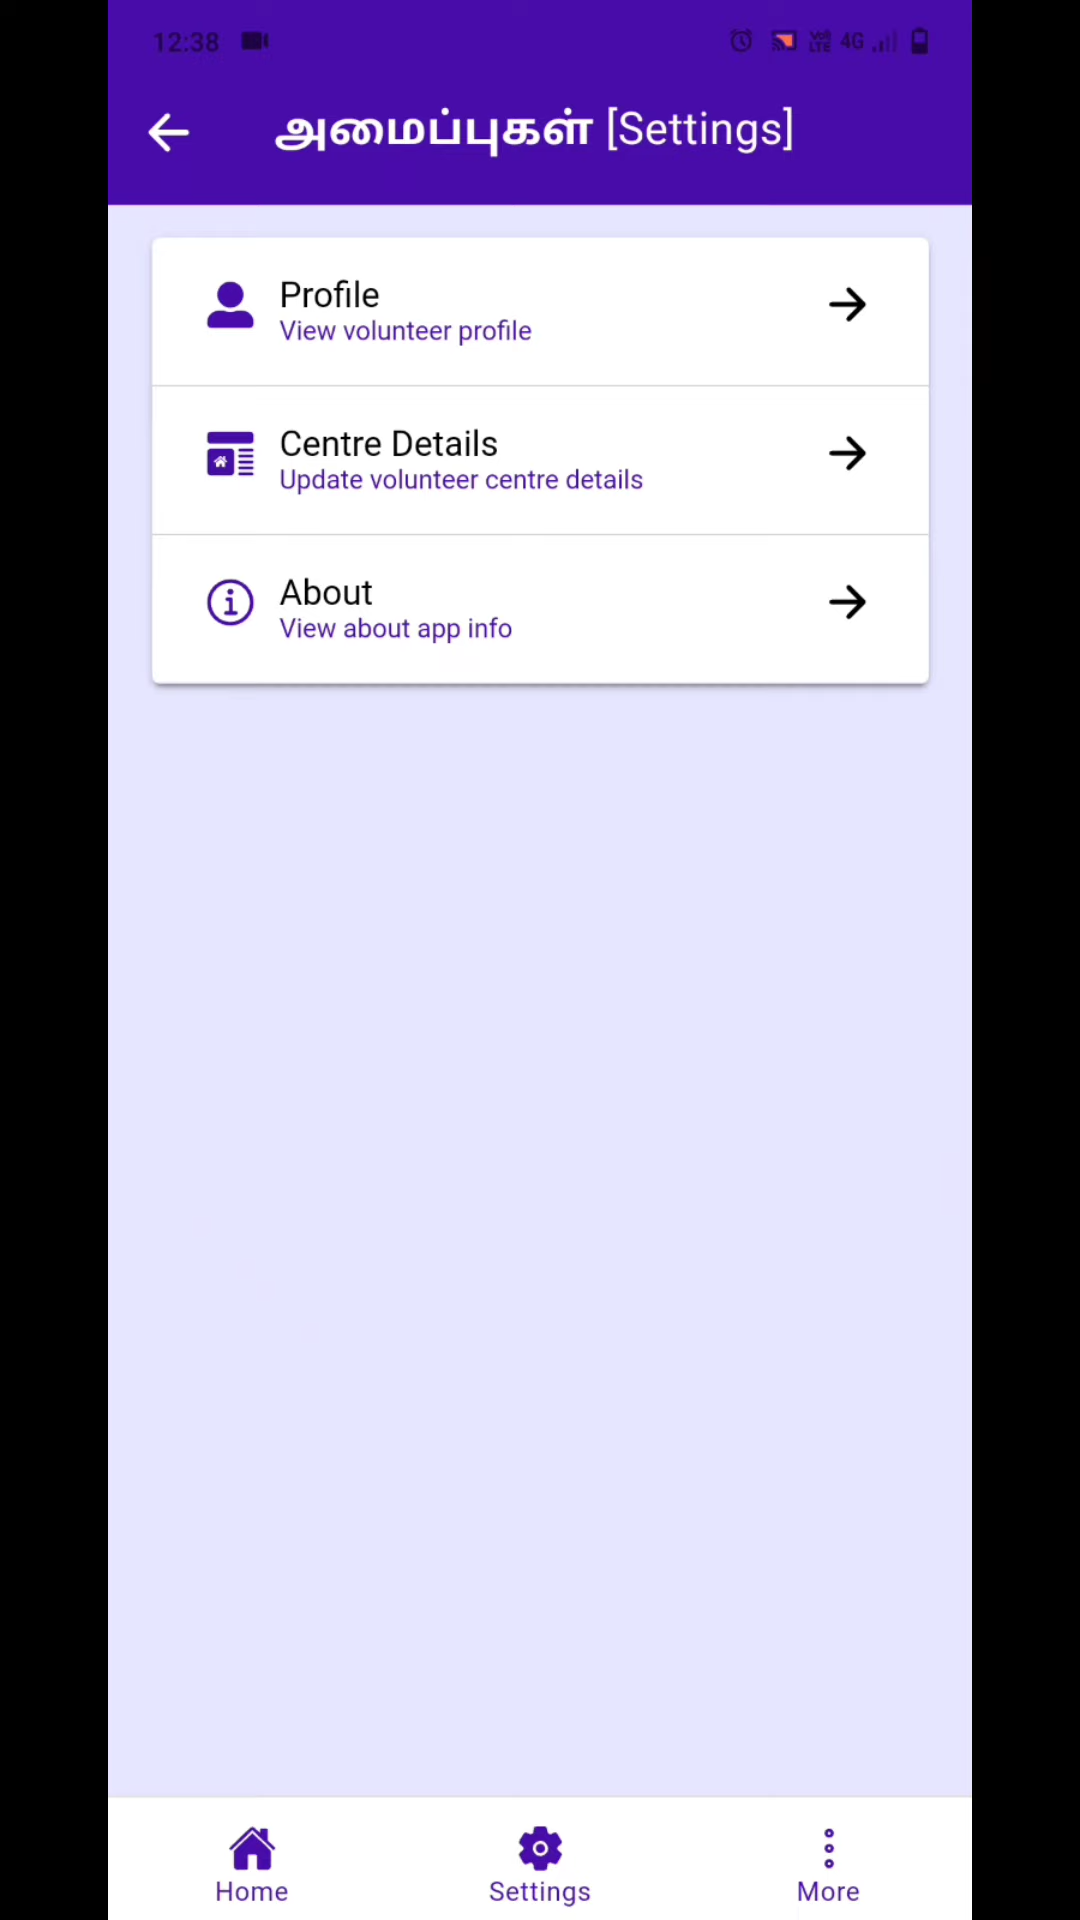 12:38
4G
அமைப்புகள் [Settings]
Profile
View volunteer profile
Centre Details
Update volunteer centre details
About
View about app info
Home
Settings
More